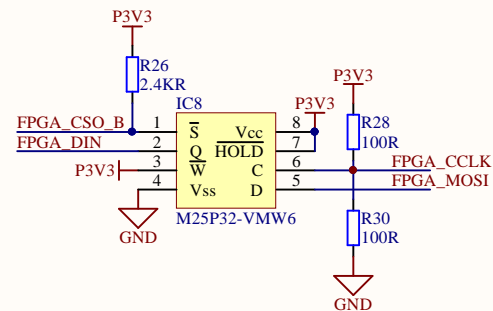 P3V3
R26
2.4KR
IC8
P3V3
P3V3
FPGA_CSO_B
1
S
Vcc
8
R28
100R
FPGA_DIN
2
Q
HOLD
7
P3V3
3
W
C
6
FPGA_CCLK
4
Vss
D
5
FPGA_MOSI
GND
M25P32-VMW6
R30
100R
GND